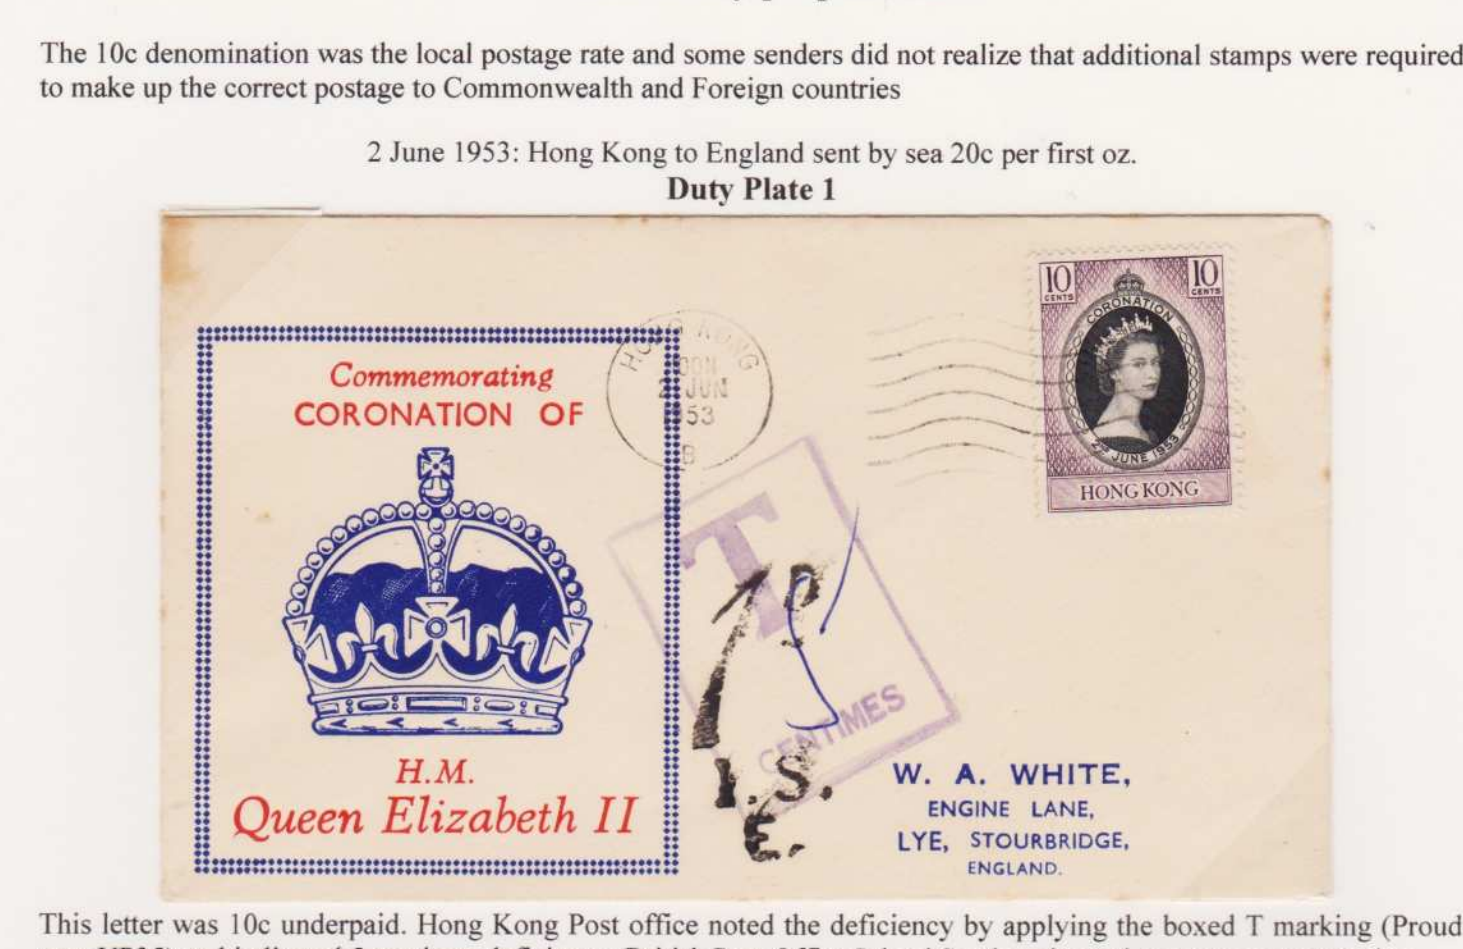 The 10c denomination was the local postage rate and some senders did not realize that additional stamps were required
to make up the correct postage to Commonwealth and Foreign countries
2 June 1953: Hong Kong to England sent by sea 20c per first oz.
Duty Plate 1
10 CENTS
10 CENTS
CORONATION
2ND JUNE 1953
HONG KONG
HONG KONG
JUN
1953
B
Commemorating
CORONATION OF
H.M.
Queen Elizabeth II
T
CENTIMES
I.S.
E.
W. A. WHITE,
ENGINE LANE,
LYE, STOURBRIDGE,
ENGLAND.
This letter was 10c underpaid. Hong Kong Post office noted the deficiency by applying the boxed T marking (Proud